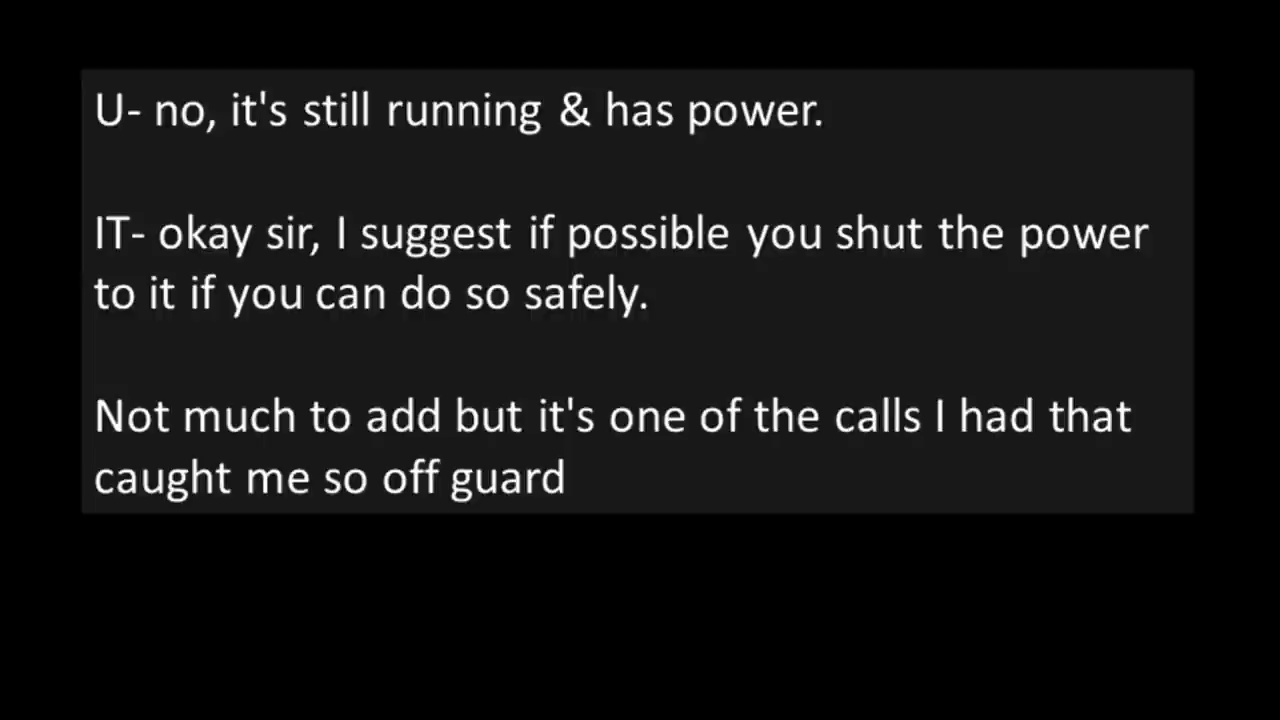 U- no, it's still running & has power.
IT- okay sir, I suggest if possible you shut the power
to it if you can do so safely.
Not much to add but it's one of the calls I had that
caught me so off guard